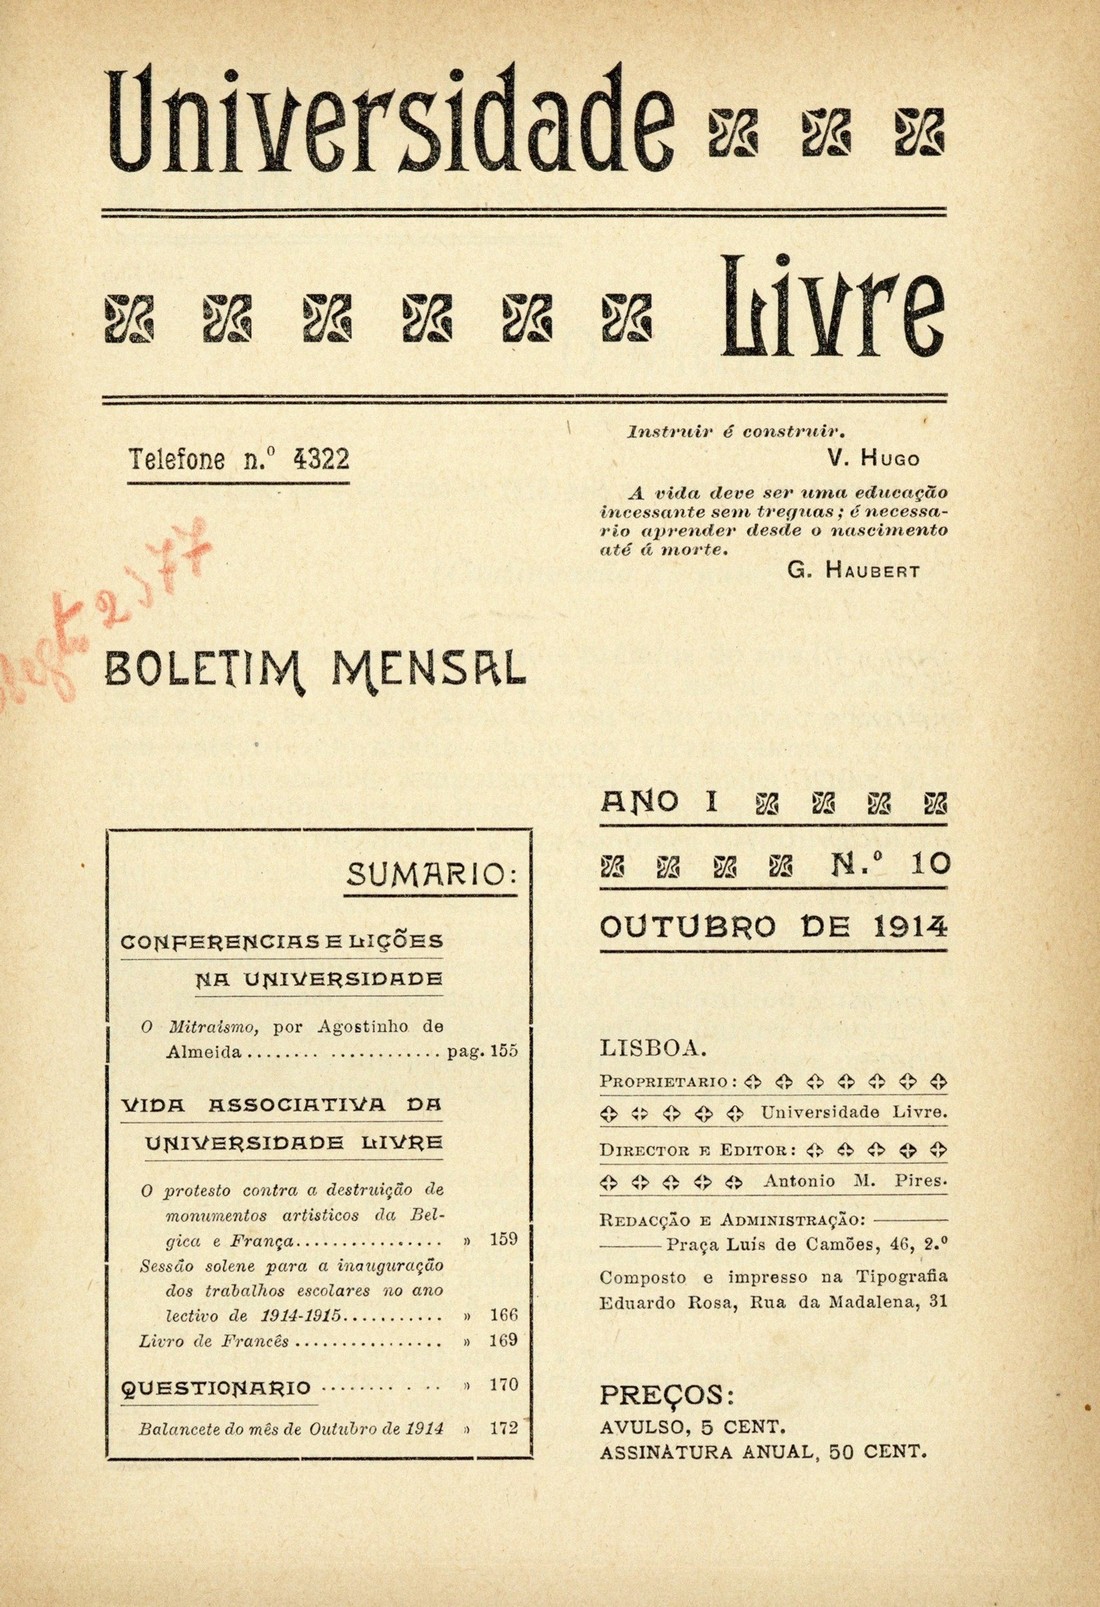 Universidade
Livre
Telefone n.º 4322
Instruir é construir.
V. Hugo
A vida deve ser uma educação
incessante sem treguas; é necessa-
rio aprender desde o nascimento
até á morte.
G. Haubert
2577
BOLETIM MENSAL
ANO I
N.º 10
OUTUBRO DE 1914
SUMARIO:
CONFERENCIAS E LIÇÕES
NA UNIVERSIDADE
O Mitraismo, por Agostinho de
Almeida........ ............ pag. 155
VIDA ASSOCIATIVA DA
UNIVERSIDADE LIVRE
O protesto contra a destruição de
monumentos artisticos da Bel-
gica e França................ » 159
Sessão solene para a inauguração
dos trabalhos escolares no ano
lectivo de 1914-1915........... » 166
Livro de Francês ................ » 169
QUESTIONARIO ........ . .. » 170
Balancete do mês de Outubro de 1914 » 172
LISBOA.
Proprietario:
Universidade Livre.
Director e Editor:
Antonio M. Pires.
Redacção e Administração:
Praça Luís de Camões, 46, 2.º
Composto e impresso na Tipografia
Eduardo Rosa, Rua da Madalena, 31
PREÇOS:
AVULSO, 5 CENT.
ASSINATURA ANUAL, 50 CENT.